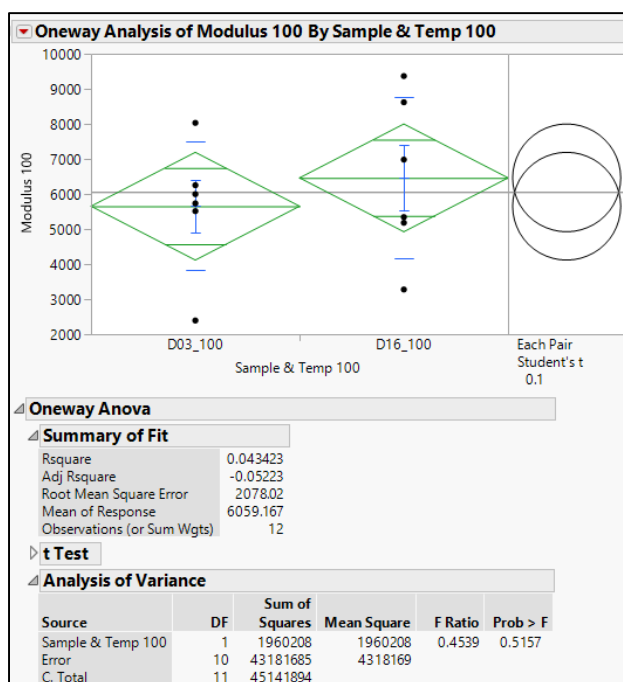 Oneway Analysis of Modulus 100 By Sample & Temp 100
10000
9000
8000
7000
6000
5000
4000
3000
2000
Modulus 100
D03_100
D16_100
Sample & Temp 100
Each Pair
Student's t
0.1
Oneway Anova
Summary of Fit
Rsquare 0.043423
Adj Rsquare -0.05223
Root Mean Square Error 2078.02
Mean of Response 6059.167
Observations (or Sum Wgts) 12
t Test
Analysis of Variance
Sum of
Source DF Squares Mean Square F Ratio Prob > F
Sample & Temp 100 1 1960208 1960208 0.4539 0.5157
Error 10 43181685 4318169
C. Total 11 45141894